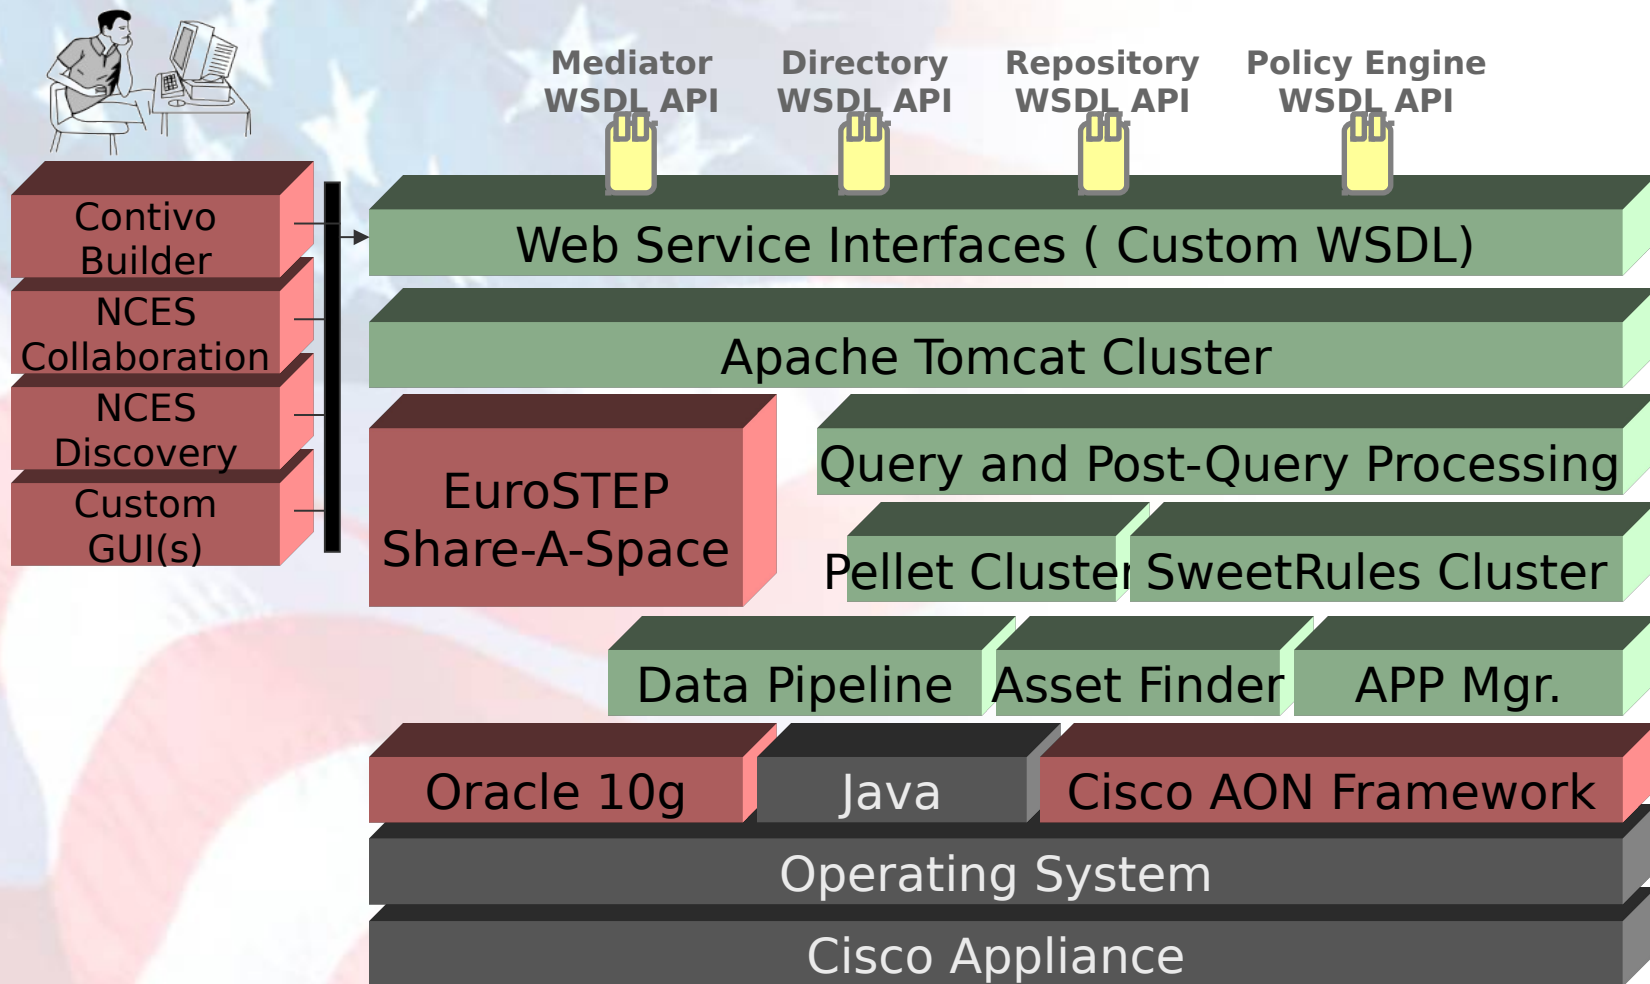 Mediator
WSDL API
Directory
WSDL API
Repository
WSDL API
Policy Engine
WSDL API
Contivo
Builder
NCES
Collaboration
NCES
Discovery
Custom
GUI(s)
Web Service Interfaces ( Custom WSDL)
Apache Tomcat Cluster
EuroSTEP
Share-A-Space
Query and Post-Query Processing
Pellet Cluster
SweetRules Cluster
Data Pipeline
Asset Finder
APP Mgr.
Oracle 10g
Java
Cisco AON Framework
Operating System
Cisco Appliance